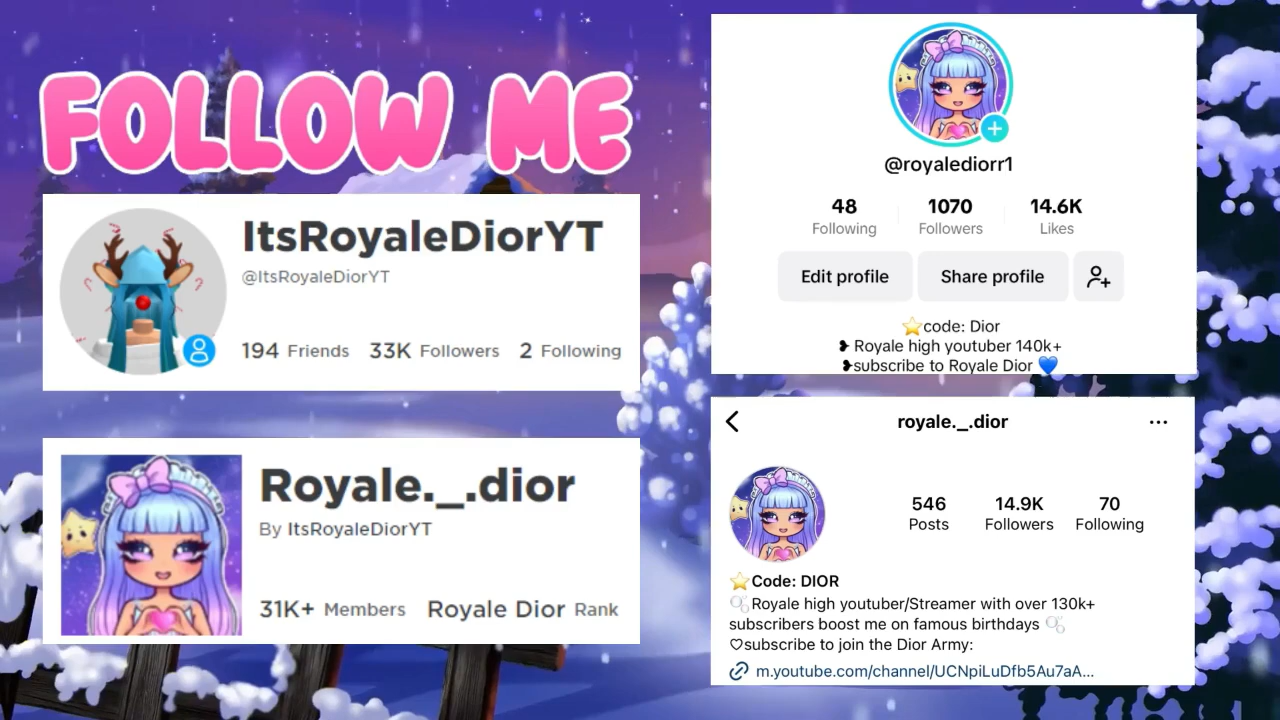 FOLLOW ME
ItsRoyaleDiorYT
@ItsRoyaleDiorYT
194 Friends 33K Followers 2 Following
Royale._.dior
By ItsRoyaleDiorYT
31K+ Members Royale Dior Rank
@royalediorr1
48 1070 14.6K
Following Followers Likes
Edit profile Share profile
⭐code: Dior
❥ Royale high youtuber 140k+
❥subscribe to Royale Dior 💙
royale._.dior
546 14.9K 70
Posts Followers Following
⭐Code: DIOR
🫧Royale high youtuber/Streamer with over 130k+
subscribers boost me on famous birthdays 🫧
♡subscribe to join the Dior Army:
m.youtube.com/channel/UCNpiLuDfb5Au7aA...